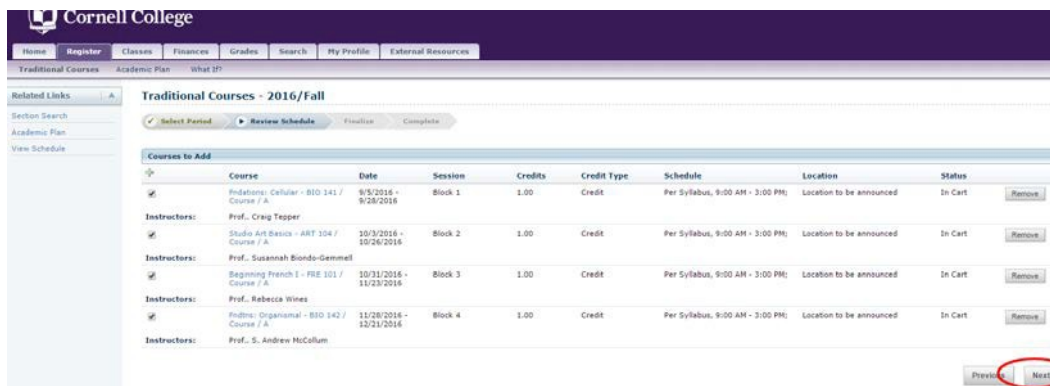 Cornell College
Home Register Classes Finances Grades Search My Profile External Resources
Traditional Courses Academic Plan What If?
Related Links
Section Search
Academic Plan
View Schedule
Traditional Courses - 2016/Fall
Select Period Review Schedule Finalize Complete
Courses to Add
Course Date Session Credits Credit Type Schedule Location Status
Fndations: Cellular - BIO 141 / 9/5/2016 - Block 1 1.00 Credit Per Syllabus, 9:00 AM - 3:00 PM; Location to be announced In Cart Remove
Course / A 9/28/2016
Instructors: Prof.. Craig Tepper
Studio Art Basics - ART 104 / 10/3/2016 - Block 2 1.00 Credit Per Syllabus, 9:00 AM - 3:00 PM; Location to be announced In Cart Remove
Course / A 10/26/2016
Instructors: Prof.. Susannah Biondo-Gemmell
Beginning French I - FRE 101 / 10/31/2016 - Block 3 1.00 Credit Per Syllabus, 9:00 AM - 3:00 PM; Location to be announced In Cart Remove
Course / A 11/23/2016
Instructors: Prof.. Rebecca Wines
Fndtns: Organismal - BIO 142 / 11/28/2016 - Block 4 1.00 Credit Per Syllabus, 9:00 AM - 3:00 PM; Location to be announced In Cart Remove
Course / A 12/21/2016
Instructors: Prof.. S. Andrew McCollum
Previous Next